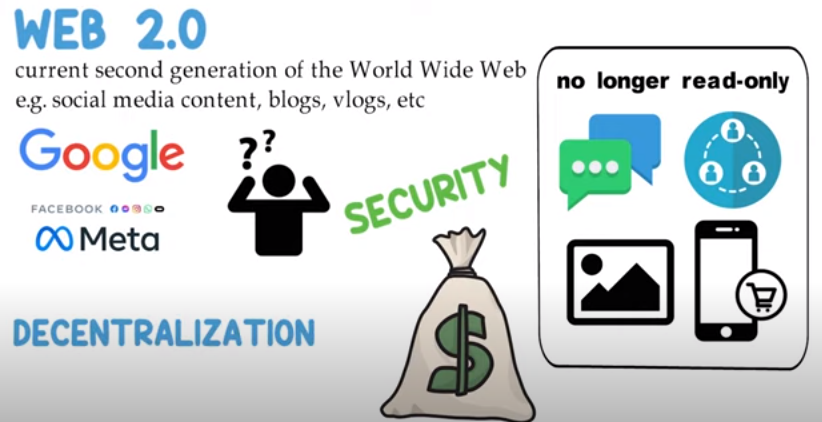 WEB 2.0
current second generation of the World Wide Web
e.g. social media content, blogs, vlogs, etc
no longer read-only
Google
??
SECURITY
FACEBOOK
Meta
DECENTRALIZATION
$